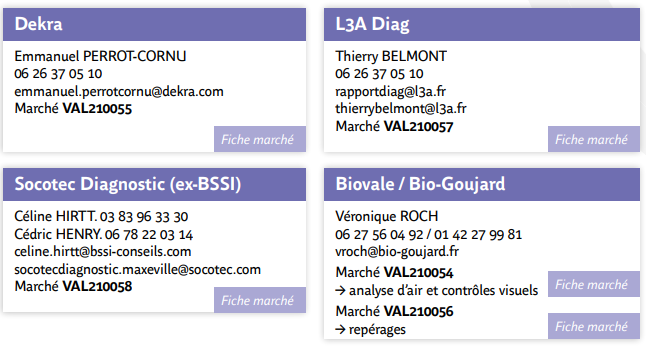 Dekra
Emmanuel PERROT-CORNU
06 26 37 05 10
emmanuel.perrotcornu@dekra.com
Marché VAL210055
Fiche marché
L3A Diag
Thierry BELMONT
06 26 37 05 10
rapportdiag@l3a.fr
thierrybelmont@l3a.fr
Marché VAL210057
Fiche marché
Socotec Diagnostic (ex-BSSI)
Céline HIRTT. 03 83 96 33 30
Cédric HENRY. 06 78 22 03 14
celine.hirtt@bssi-conseils.com
socotecdiagnostic.maxeville@socotec.com
Marché VAL210058
Fiche marché
Biovale / Bio-Goujard
Véronique ROCH
06 27 56 04 92 / 01 42 27 99 81
vroch@bio-goujard.fr
Marché VAL210054
→ analyse d’air et contrôles visuels
Fiche marché
Marché VAL210056
→ repérages
Fiche marché